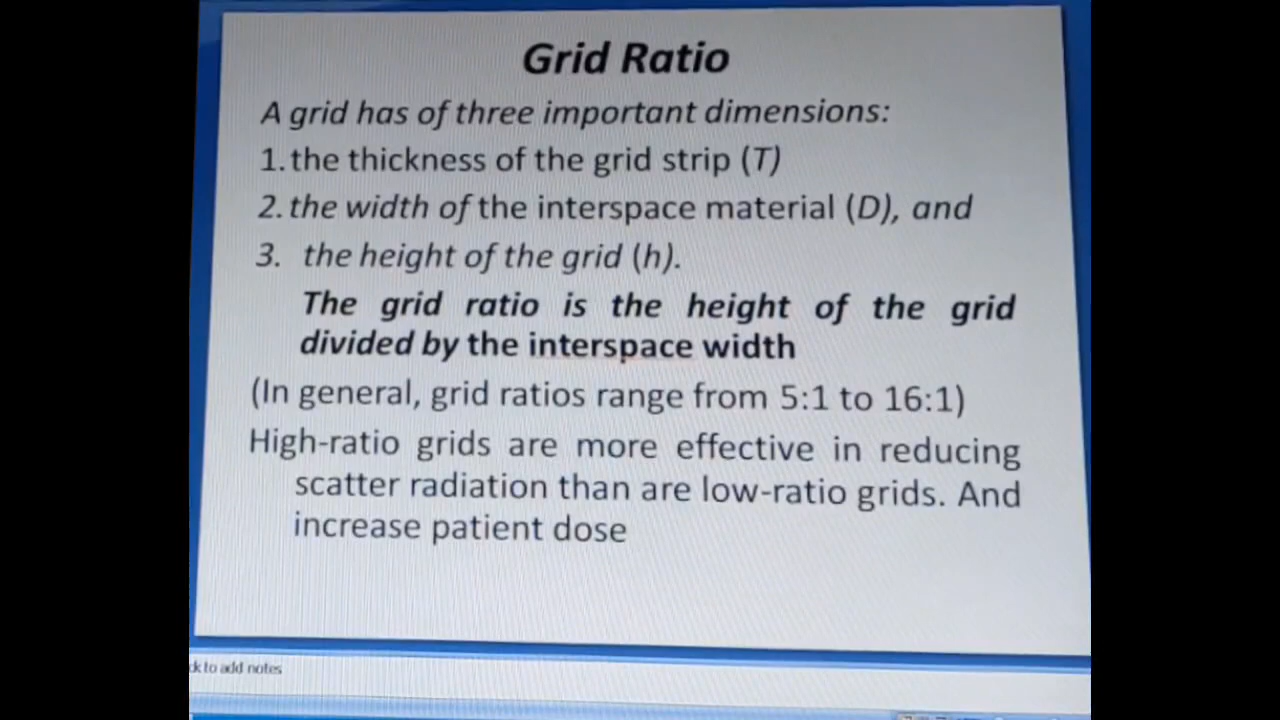 Grid Ratio
A grid has of three important dimensions:
1. the thickness of the grid strip (T)
2. the width of the interspace material (D), and
3. the height of the grid (h).
The grid ratio is the height of the grid
divided by the interspace width
(In general, grid ratios range from 5:1 to 16:1)
High-ratio grids are more effective in reducing
scatter radiation than are low-ratio grids. And
increase patient dose
to add notes